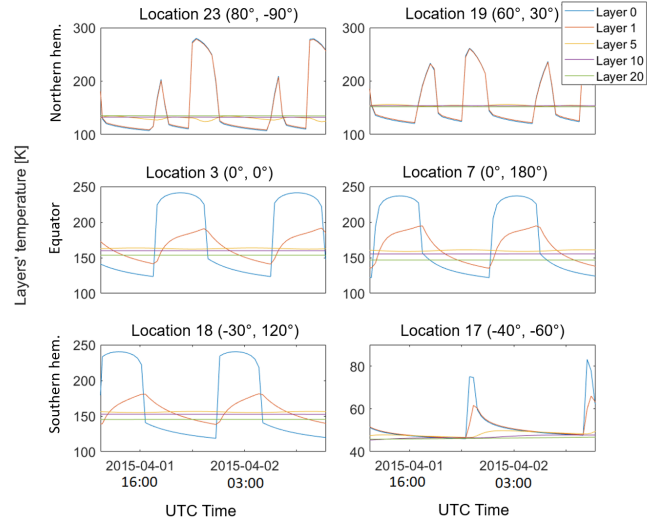 Location 23 (80°, -90°)
Location 19 (60°, 30°)
Layer 0
Layer 1
Layer 5
Layer 10
Layer 20
Northern hem.
300
200
100
300
200
100
Layers' temperature [K]
Location 3 (0°, 0°)
Location 7 (0°, 180°)
Equator
250
200
150
100
250
200
150
100
Location 18 (-30°, 120°)
Location 17 (-40°, -60°)
Southern hem.
250
200
150
100
80
60
40
2015-04-01 2015-04-02
16:00 03:00
2015-04-01 2015-04-02
16:00 03:00
UTC Time
UTC Time